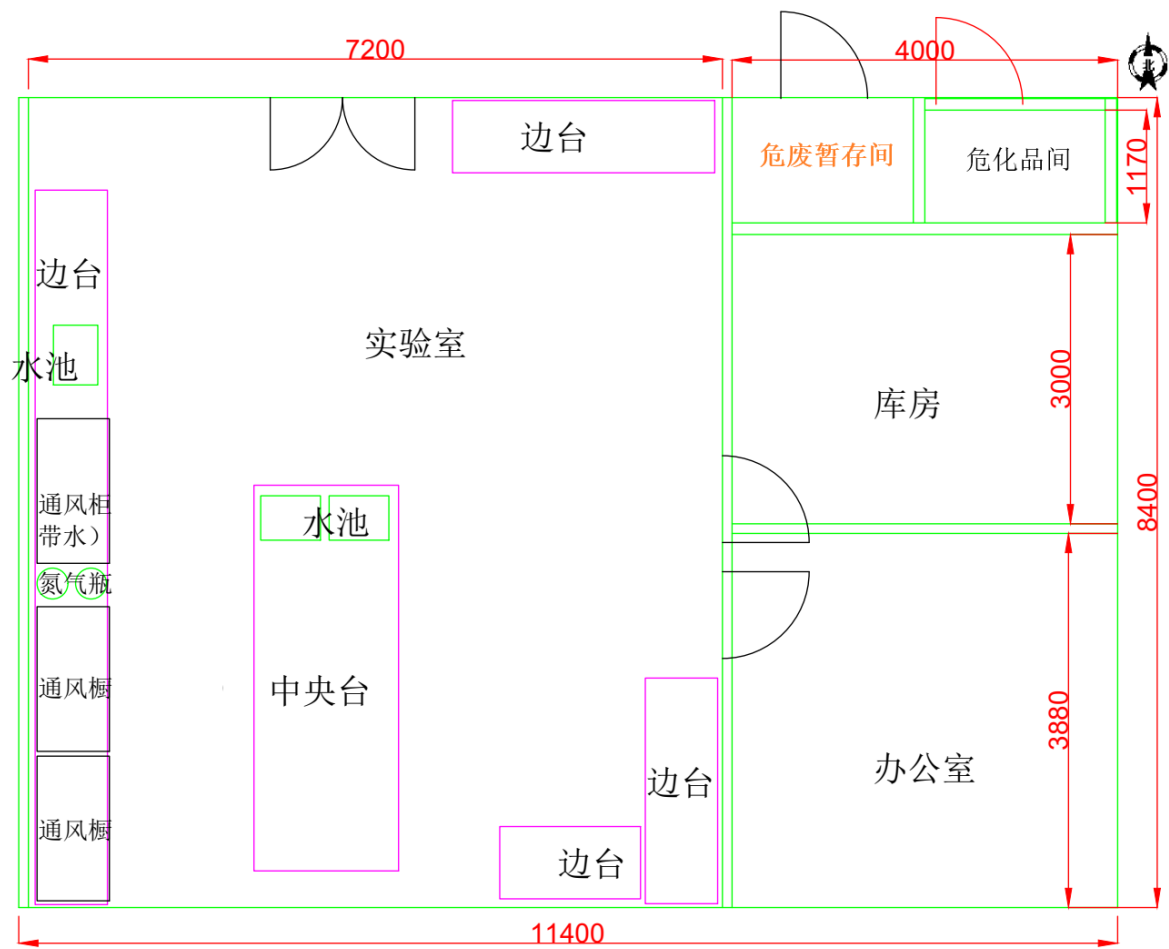 7200
4000
北
边台
危废暂存间
危化品间
1170
边台
实验室
水池
3000
库房
8400
通风柜
带水）
水池
氮气瓶
通风橱
中央台
3880
边台
办公室
通风橱
边台
11400